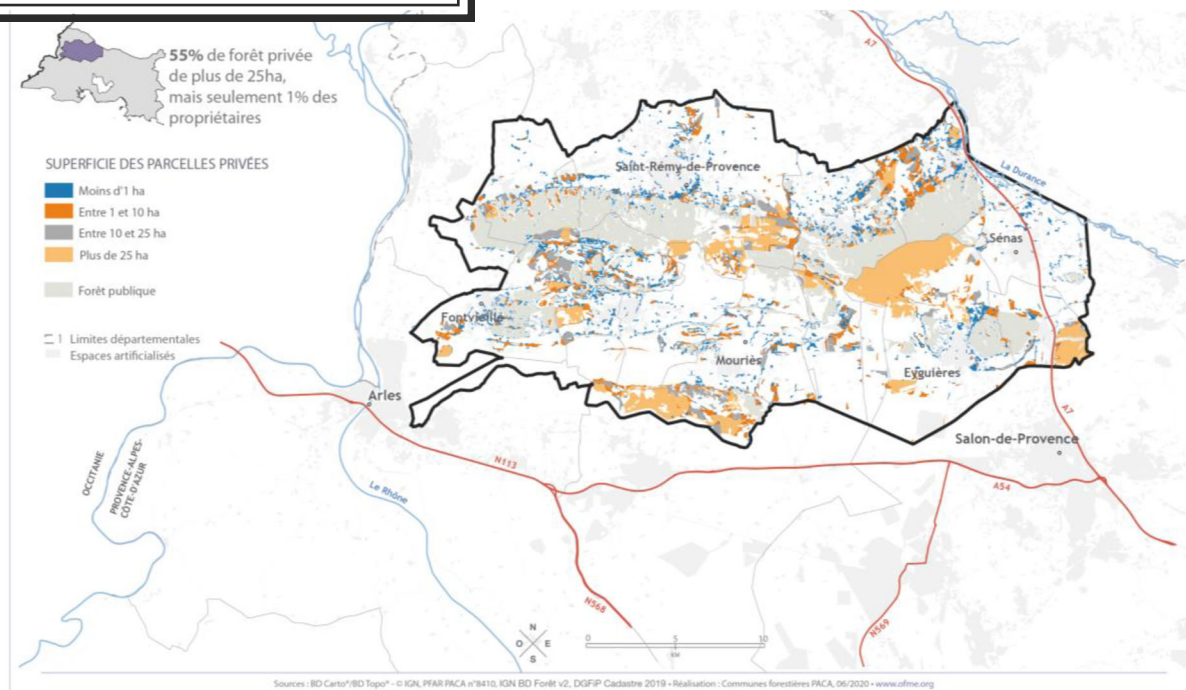 55% de forêt privée
de plus de 25ha,
mais seulement 1% des
propriétaires
SUPERFICIE DES PARCELLES PRIVÉES
Moins d'1 ha
Entre 1 et 10 ha
Entre 10 et 25 ha
Plus de 25 ha
Forêt publique
Limites départementales
Espaces artificialisés
A7
La Durance
Saint-Rémy-de-Provence
Sénas
Fontvieille
Mouriès
Eyguières
Arles
A7
Salon-de-Provence
OCCITANIE
PROVENCE-ALPES-
CÔTE-D'AZUR
N113
Le Rhône
A54
N568
N569
N
O E
S
0 5 10
KM
Sources : BD Carto®/BD Topo® - © IGN, PFAR PACA n°8410, IGN BD Forêt v2, DGFiP Cadastre 2019 • Réalisation : Communes forestières PACA, 06/2020 • www.ofme.org